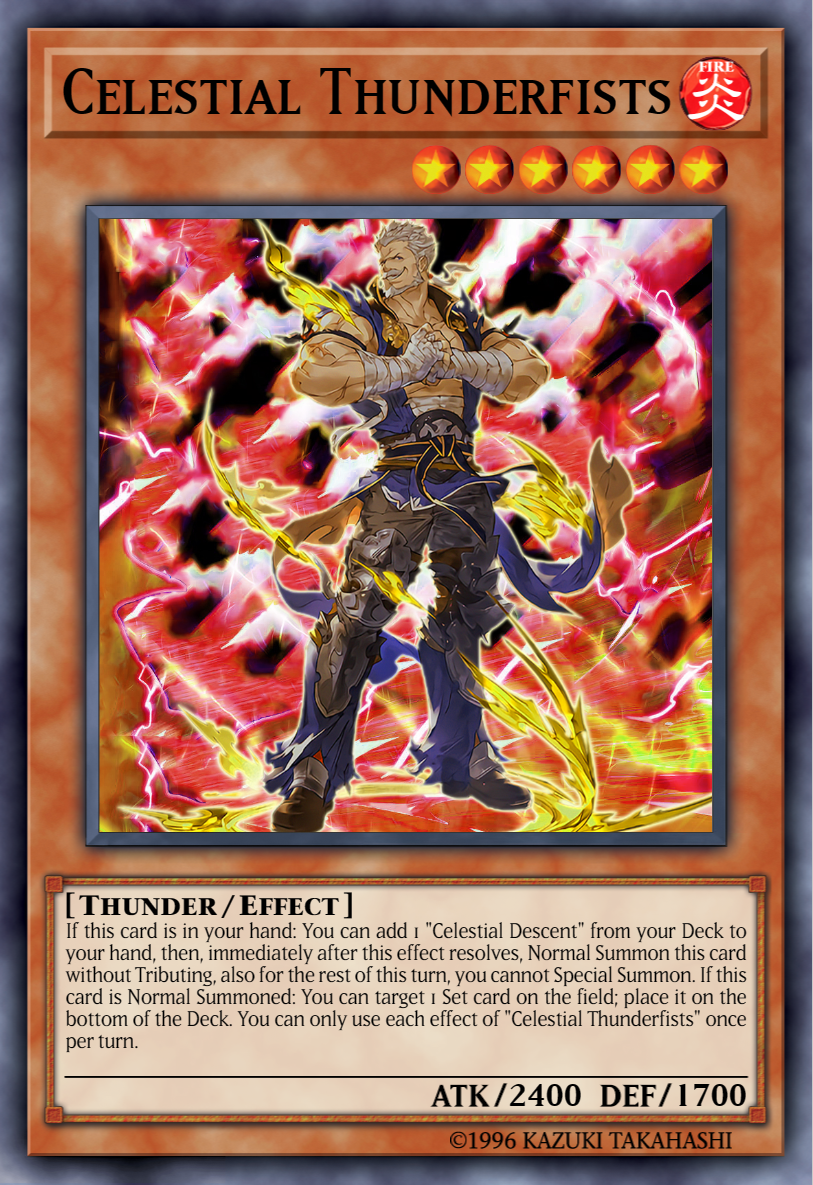 Celestial Thunderfists
FIRE
炎
[Thunder/Effect]
If this card is in your hand: You can add 1 "Celestial Descent" from your Deck to
your hand, then, immediately after this effect resolves, Normal Summon this card
without Tributing, also for the rest of this turn, you cannot Special Summon. If this
card is Normal Summoned: You can target 1 Set card on the field; place it on the
bottom of the Deck. You can only use each effect of "Celestial Thunderfists" once
per turn.
ATK/2400 DEF/1700
©1996 KAZUKI TAKAHASHI